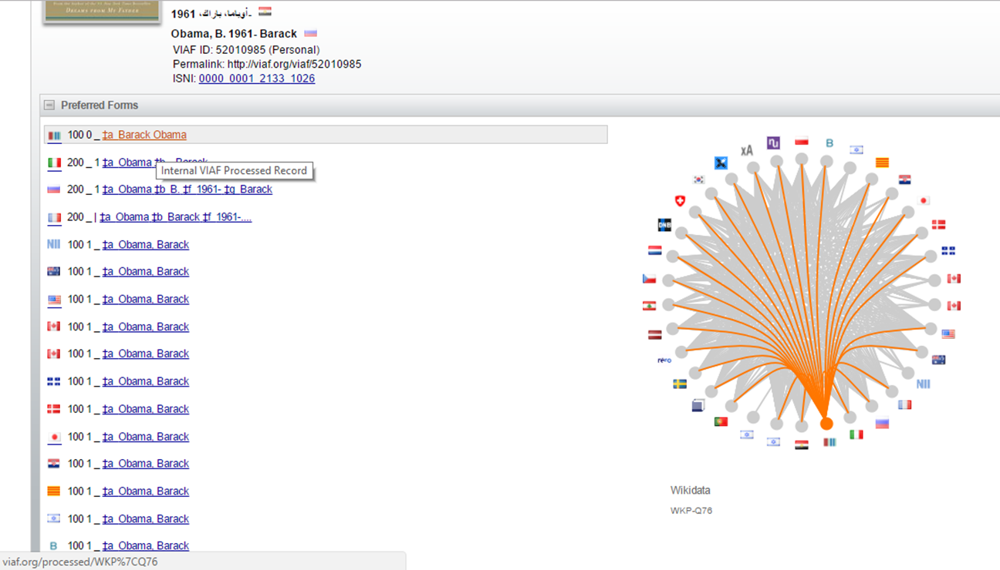 DREAMS FROM MY FATHER
أوباما، باراك، 1961-
Obama, B. 1961- Barack
VIAF ID: 52010985 (Personal)
Permalink: http://viaf.org/viaf/52010985
ISNI: 0000 0001 2133 1026
Preferred Forms
100 0 _ ‡a Barack Obama
200 _ 1 ‡a Obama ‡b Barack
Internal VIAF Processed Record
200 _ 1 ‡a Obama ‡b B. ‡f 1961- ‡g Barack
200 _ | ‡a Obama ‡b Barack ‡f 1961-....
NII 100 1 _ ‡a Obama, Barack
100 1 _ ‡a Obama, Barack
100 1 _ ‡a Obama, Barack
100 1 _ ‡a Obama, Barack
100 1 _ ‡a Obama, Barack
100 1 _ ‡a Obama, Barack
100 1 _ ‡a Obama, Barack
100 1 _ ‡a Obama, Barack
100 1 _ ‡a Obama, Barack
100 1 _ ‡a Obama, Barack
100 1 _ ‡a Obama, Barack
B 100 1 _ ‡a Obama, Barack
xA
B
DNB
rero
NII
Wikidata
WKP-Q76
viaf.org/processed/WKP%7CQ76